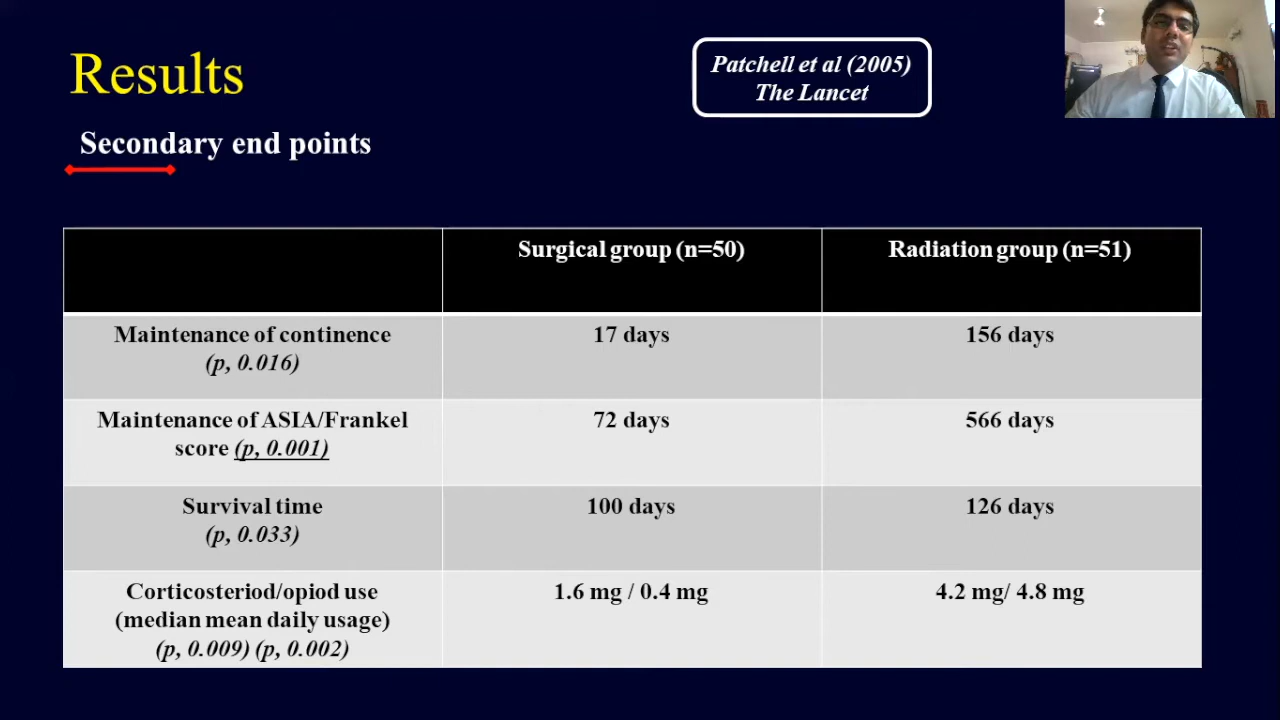 Results
Patchell et al (2005)
The Lancet
Secondary end points
Surgical group (n=50)
Radiation group (n=51)
Maintenance of continence
(p, 0.016)
17 days
156 days
Maintenance of ASIA/Frankel
score (p, 0.001)
72 days
566 days
Survival time
(p, 0.033)
100 days
126 days
Corticosteriod/opiod use
(median mean daily usage)
(p, 0.009) (p, 0.002)
1.6 mg / 0.4 mg
4.2 mg/ 4.8 mg